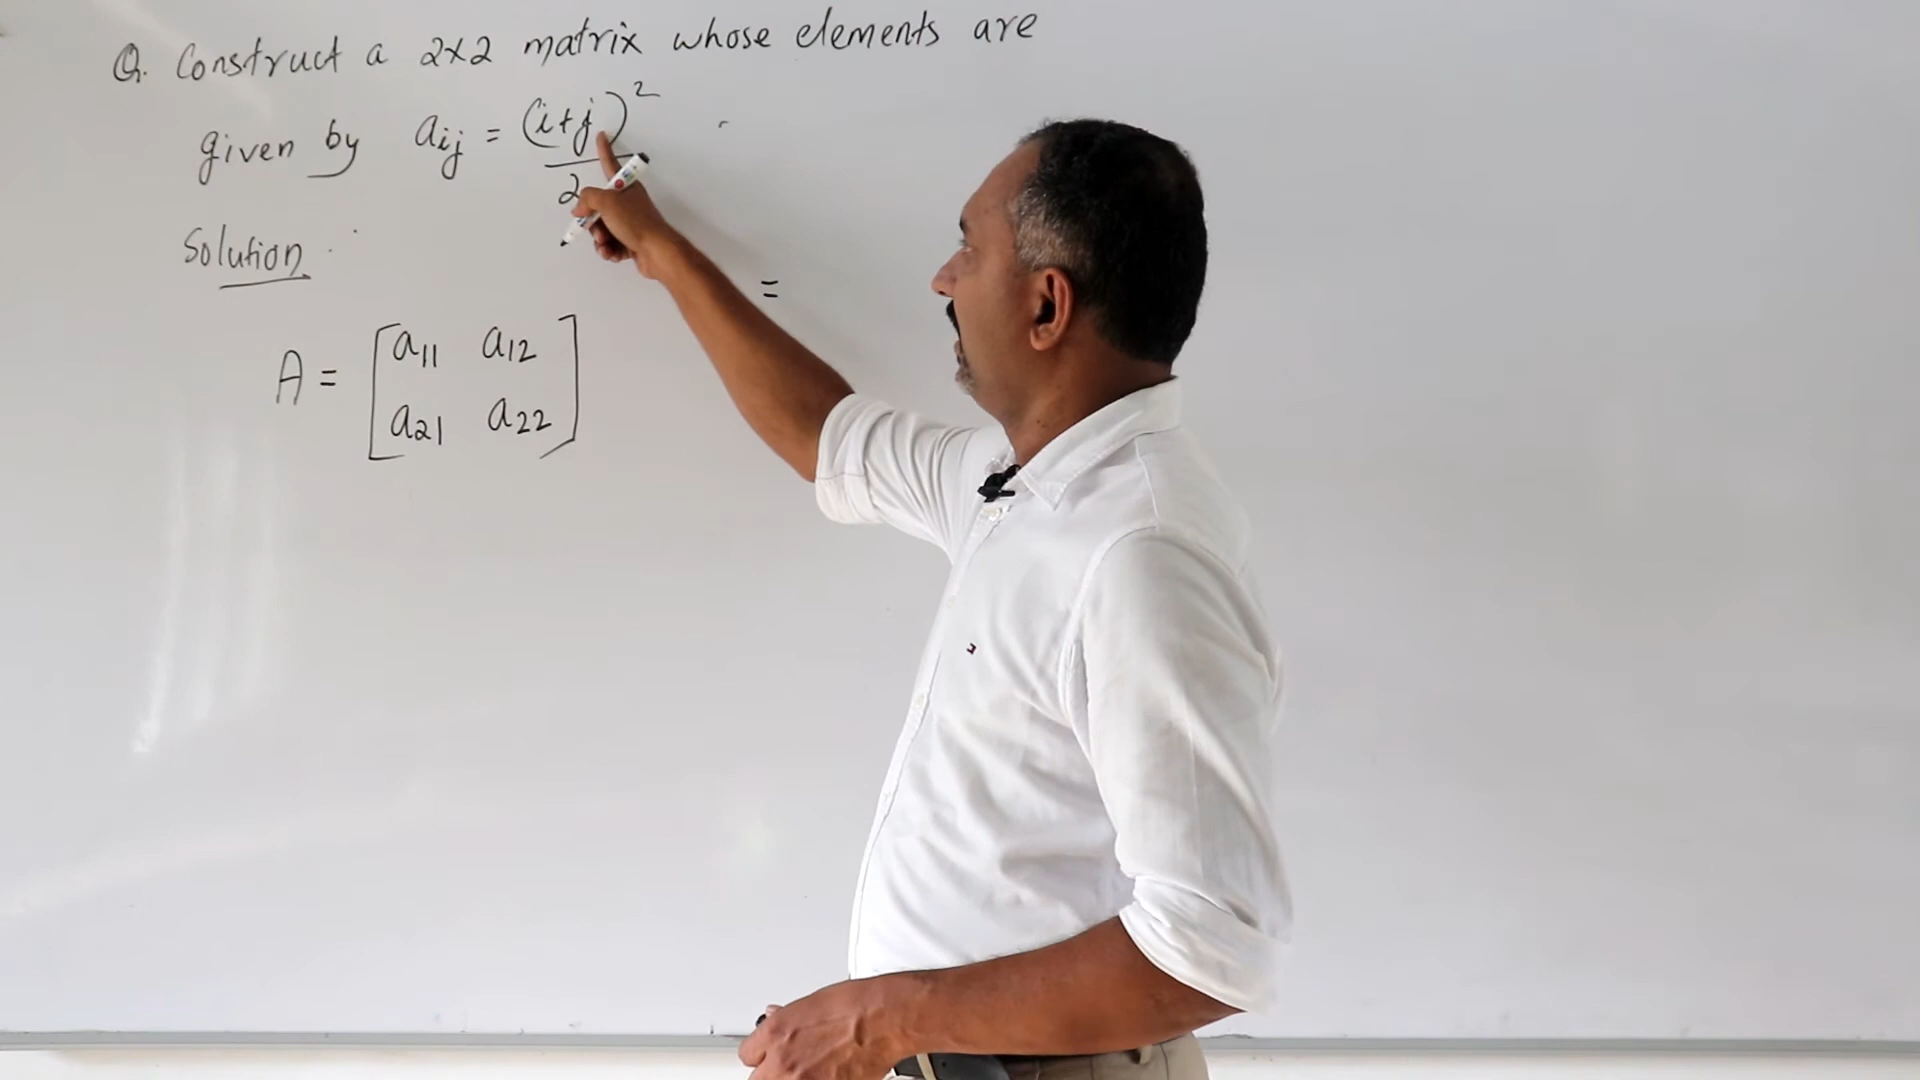 Q. Construct a 2x2 matrix whose elements are
given by aij = (i+j)²
2
Solution
=
A = [a11 a12
a21 a22]